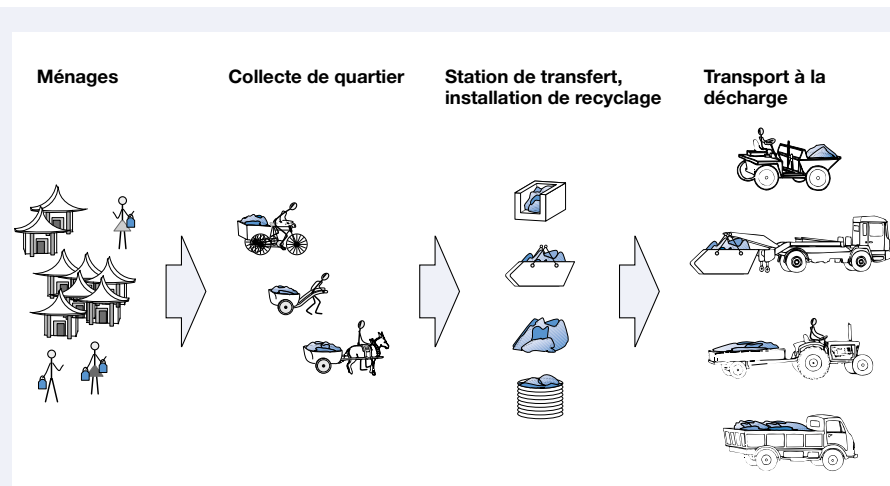 Ménages
Collecte de quartier
Station de transfert,
installation de recyclage
Transport à la
décharge